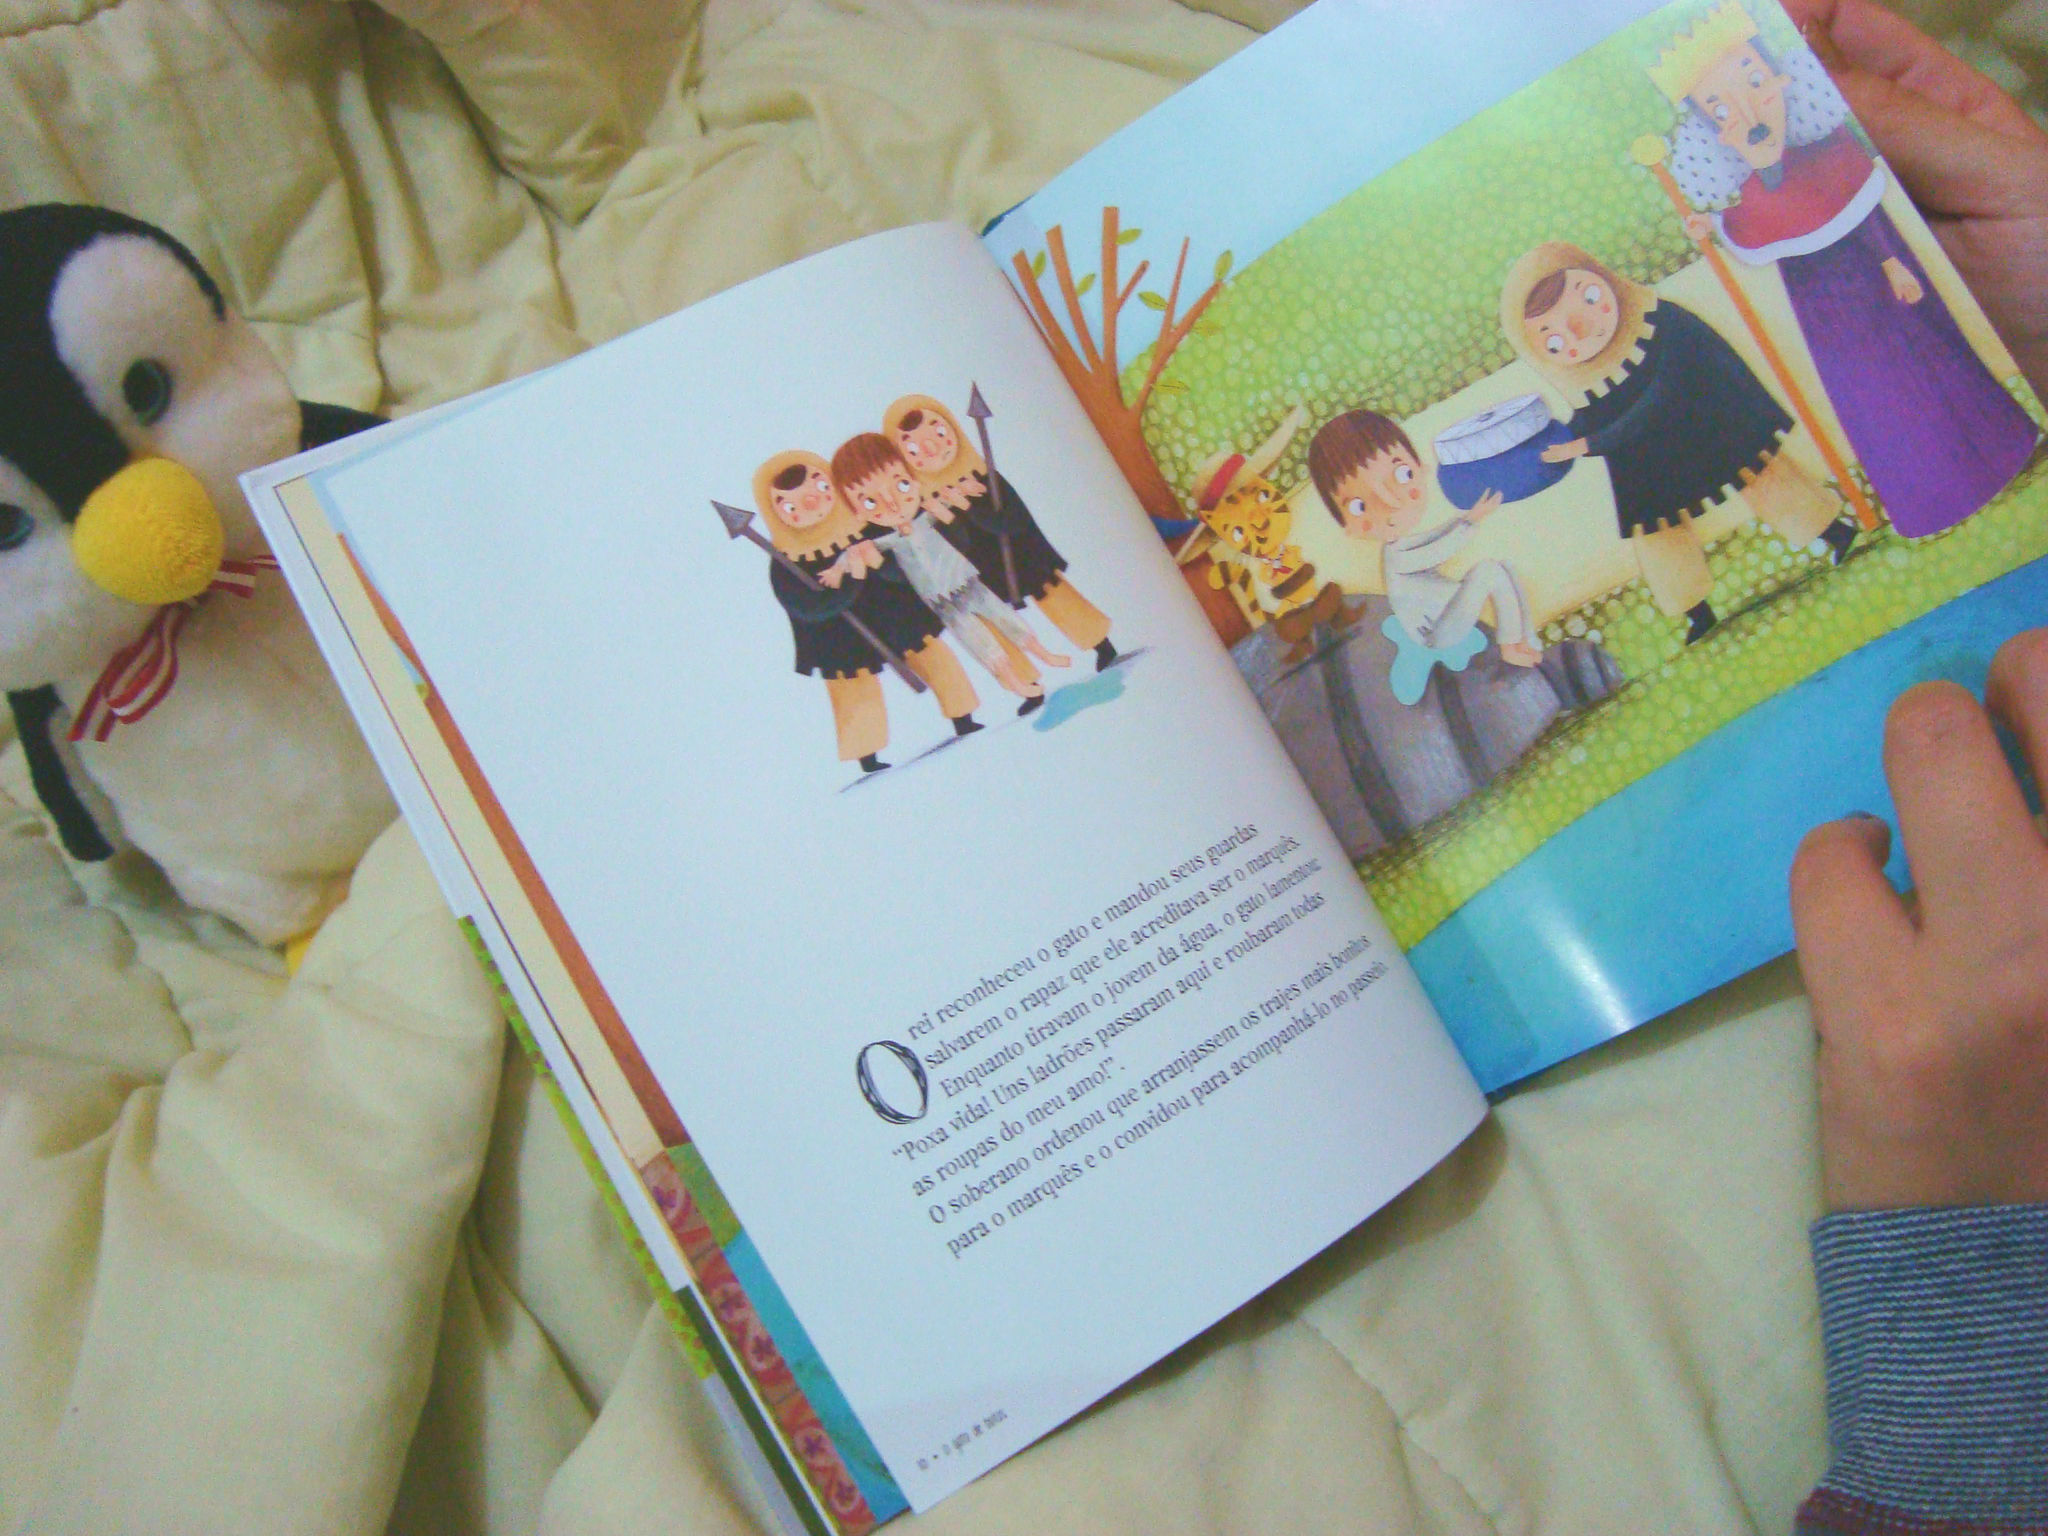 O rei reconheceu o gato e mandou seus guardas
salvarem o rapaz que ele acreditava ser o marquês.
Enquanto tiravam o jovem da água, o gato lamentou:
“Poxa vida! Uns ladrões passaram aqui e roubaram todas
as roupas do meu amo!”.
O soberano ordenou que arranjassem os trajes mais bonitos
para o marquês e o convidou para acompanhá-lo no passeio.
10 • O gato de botas